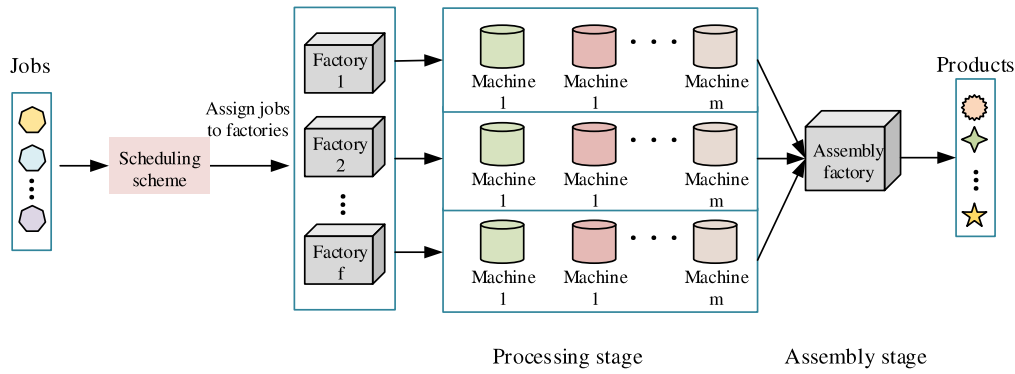 Jobs
Scheduling
scheme
Assign jobs
to factories
Factory
1
Factory
2
Factory
f
Machine
1
Machine
1
Machine
m
Machine
1
Machine
1
Machine
m
Machine
1
Machine
1
Machine
m
Assembly
factory
Products
Processing stage
Assembly stage